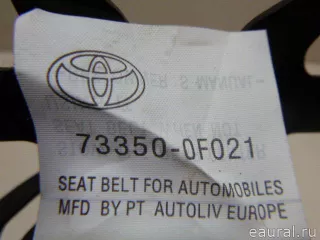 73350-0F021
SEAT BELT FOR AUTOMOBILES
MFD BY PT AUTOLIV EUROPE
eaural.ru